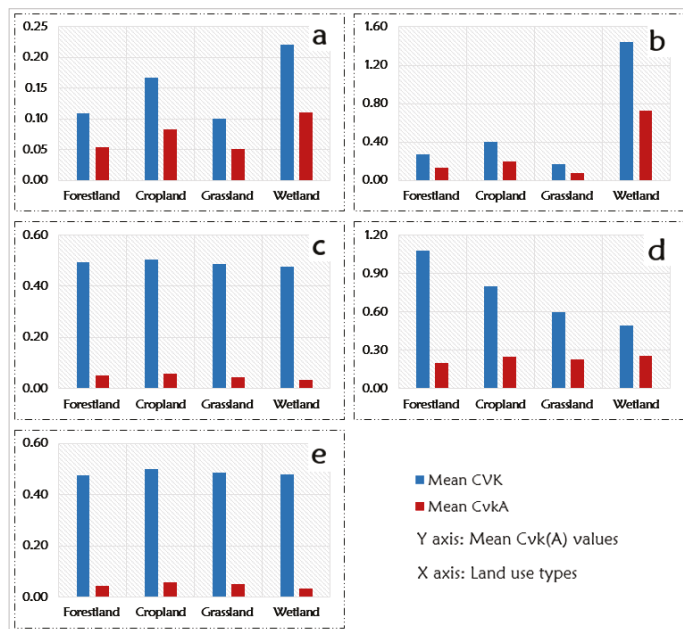 a
0.25
0.20
0.15
0.10
0.05
0.00
Forestland Cropland Grassland Wetland
b
1.60
1.20
0.80
0.40
0.00
Forestland Cropland Grassland Wetland
c
0.60
0.40
0.20
0.00
Forestland Cropland Grassland Wetland
d
1.20
0.90
0.60
0.30
0.00
Forestland Cropland Grassland Wetland
e
0.60
0.40
0.20
0.00
Forestland Cropland Grassland Wetland
Mean CVK
Mean CvkA
Y axis: Mean Cvk(A) values
X axis: Land use types